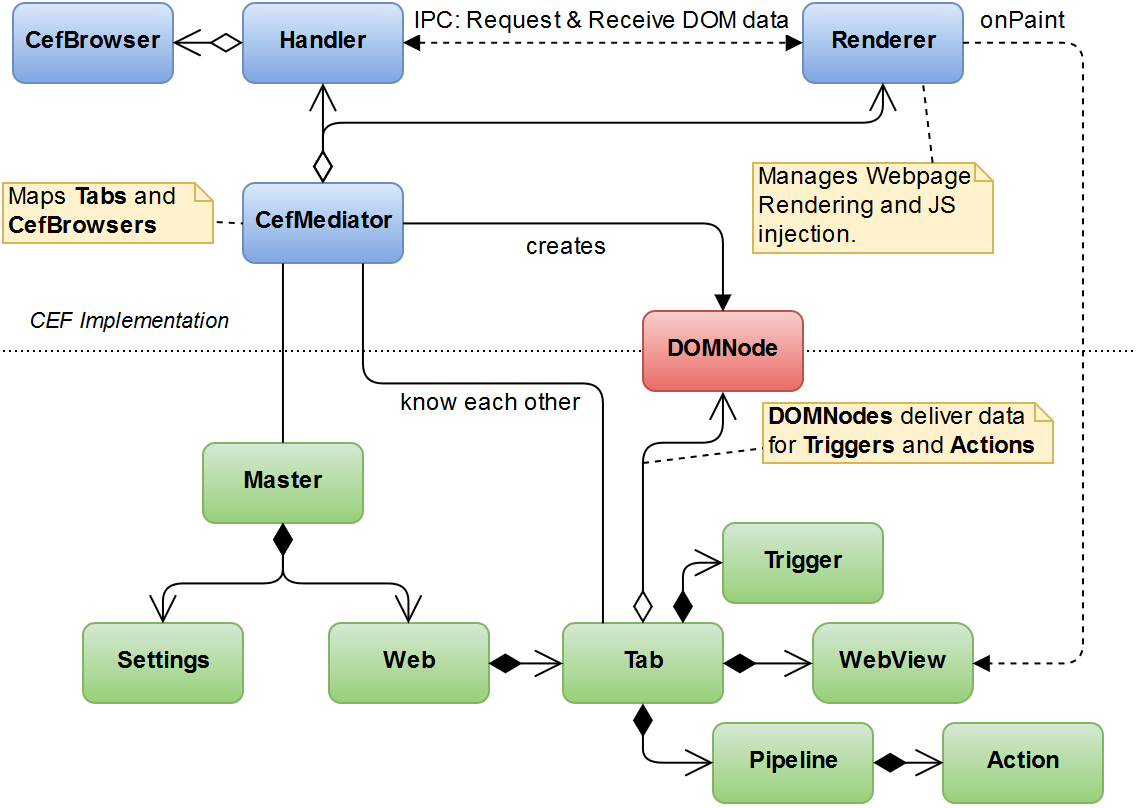 IPC: Request & Receive DOM data
onPaint
CefBrowser
Handler
Renderer
Maps Tabs and
CefBrowsers
CefMediator
Manages Webpage
Rendering and JS
injection.
creates
CEF Implementation
DOMNode
know each other
DOMNodes deliver data
for Triggers and Actions
Master
Trigger
Settings
Web
Tab
WebView
Pipeline
Action